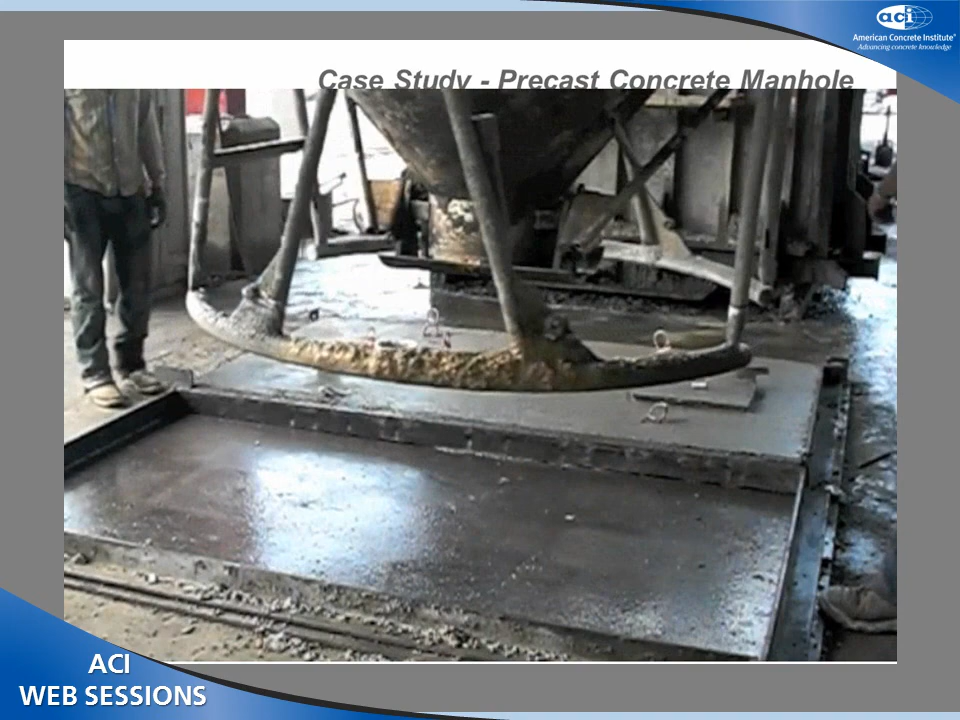 aci
American Concrete Institute®
Advancing concrete knowledge
Case Study - Precast Concrete Manhole
ACI
WEB SESSIONS